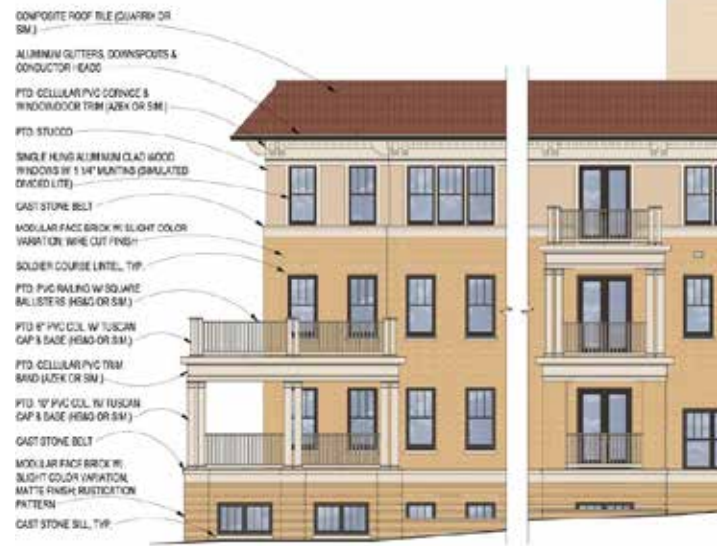 COMPOSITE ROOF TILE (QUARRIX OR
SIM.)
ALUMINUM GUTTERS, DOWNSPOUTS &
CONDUCTOR HEADS
PTD. CELLULAR PVC CORNICE &
WINDOW/DOOR TRIM (AZEK OR SIM.)
PTD. STUCCO
SINGLE HUNG ALUMINUM CLAD WOOD
WINDOWS W/ 1 1/4" MUNTINS (SIMULATED
DIVIDED LITE)
CAST STONE BELT
MODULAR FACE BRICK W/ SLIGHT COLOR
VARIATION; WIRE CUT FINISH
SOLDIER COURSE LINTEL, TYP.
PTD. PVC RAILING W/ SQUARE
BALLISTERS (HB&G OR SIM.)
PTD. 6" PVC COL. W/ TUSCAN
CAP & BASE (HB&G OR SIM.)
PTD. CELLULAR PVC TRIM
BAND (AZEK OR SIM.)
PTD. 10" PVC COL. W/ TUSCAN
CAP & BASE (HB&G OR SIM.)
CAST STONE BELT
MODULAR FACE BRICK W/
SLIGHT COLOR VARIATION,
MATTE FINISH; RUSTICATION
PATTERN
CAST STONE SILL, TYP.